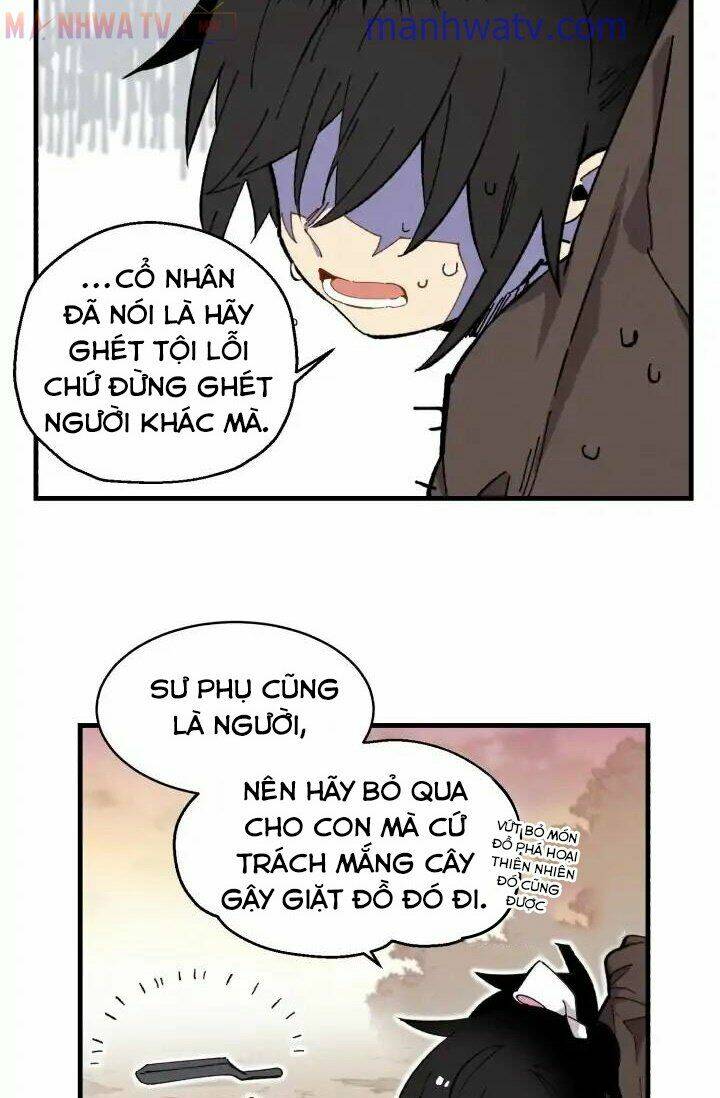 MANHWATV
manhwatv.com
...CỔ NHÂN
ĐÃ NÓI LÀ HÃY
GHÉT TỘI LỖI
CHỨ ĐỪNG GHÉT
NGƯỜI KHÁC MÀ.
SƯ PHỤ CŨNG
LÀ NGƯỜI,
NÊN HÃY BỎ QUA
CHO CON MÀ CỨ
TRÁCH MẮNG CÂY
GẬY GIẶT ĐỒ ĐÓ ĐI.
VỨT BỎ MÓN
ĐỒ PHÁ HOẠI
THIÊN NHIÊN
ĐÓ CŨNG
ĐƯỢC